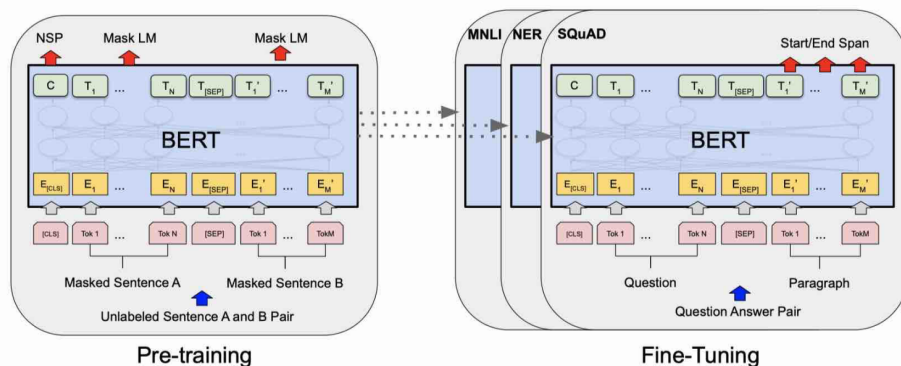 NSP Mask LM Mask LM
C T1 ... TN T[SEP] T1' ... TM'
BERT
E[CLS] E1 ... EN E[SEP] E1' ... EM'
[CLS] Tok 1 ... Tok N [SEP] Tok 1 ... TokM
Masked Sentence A Masked Sentence B
Unlabeled Sentence A and B Pair
Pre-training
MNLI NER SQuAD
Start/End Span
C T1 ... TN T[SEP] T1' ... TM'
BERT
E[CLS] E1 ... EN E[SEP] E1' ... EM'
[CLS] Tok 1 ... Tok N [SEP] Tok 1 ... TokM
Question Paragraph
Question Answer Pair
Fine-Tuning